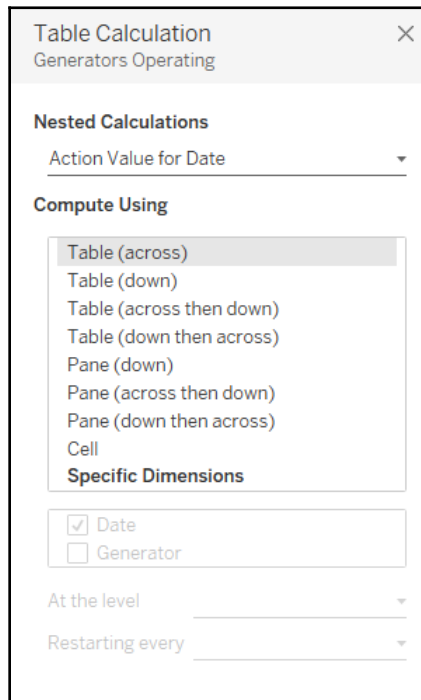 Table Calculation
Generators Operating
Nested Calculations
Action Value for Date
Compute Using
Table (across)
Table (down)
Table (across then down)
Table (down then across)
Pane (down)
Pane (across then down)
Pane (down then across)
Cell
Specific Dimensions
Date
Generator
At the level
Restarting every